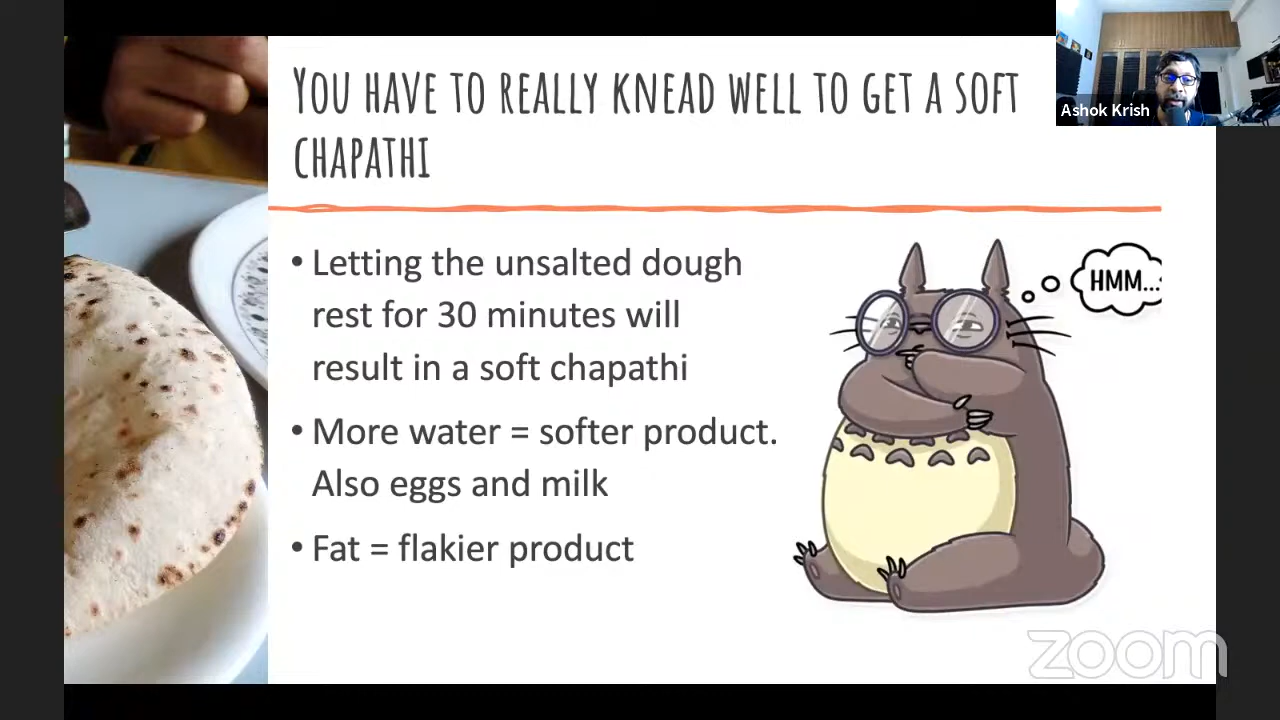 You have to really knead well to get a soft
chapathi
Ashok Krish
• Letting the unsalted dough
rest for 30 minutes will
result in a soft chapathi
HMM...
• More water = softer product.
Also eggs and milk
• Fat = flakier product
zoom